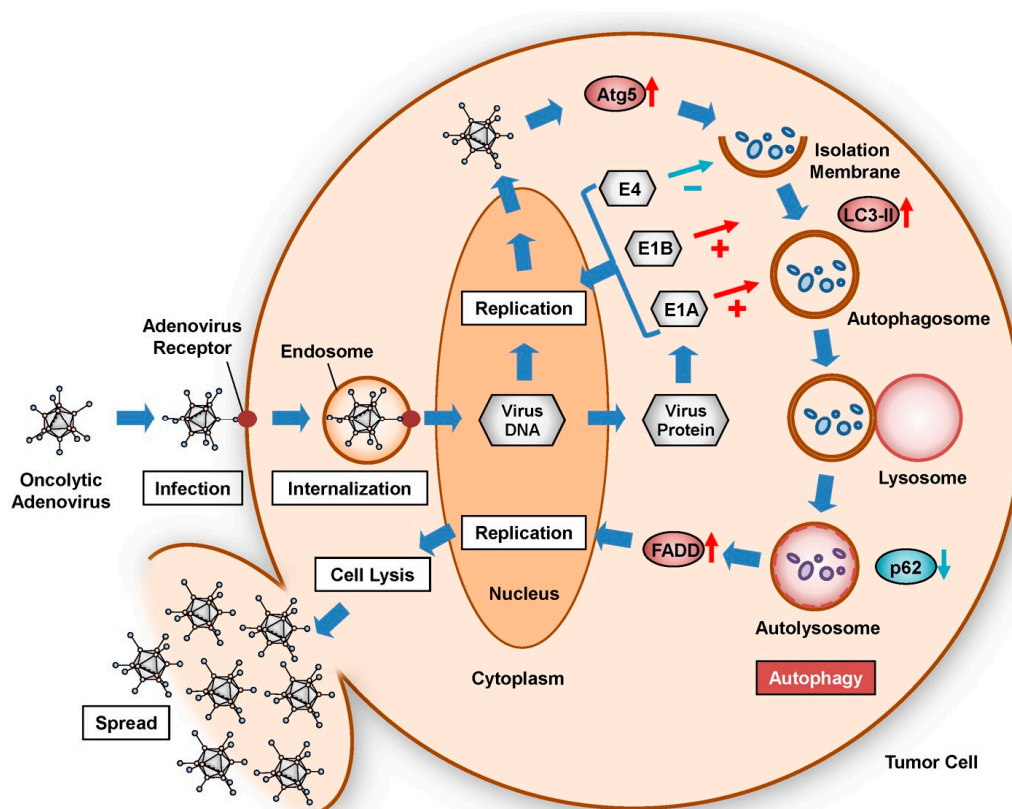 Atg5
Isolation
Membrane
E4
−
LC3-II
E1B
+
E1A
+
Replication
Autophagosome
Adenovirus
Receptor
Endosome
Virus
DNA
Virus
Protein
Oncolytic
Adenovirus
Infection
Internalization
Lysosome
Replication
FADD
p62
Cell Lysis
Nucleus
Autolysosome
Cytoplasm
Autophagy
Spread
Tumor Cell